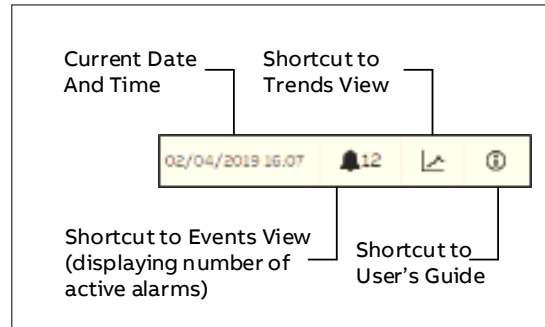 Current Date
And Time
Shortcut to
Trends View
02/04/2019 16.07
12
Shortcut to Events View
(displaying number of
active alarms)
Shortcut to
User's Guide